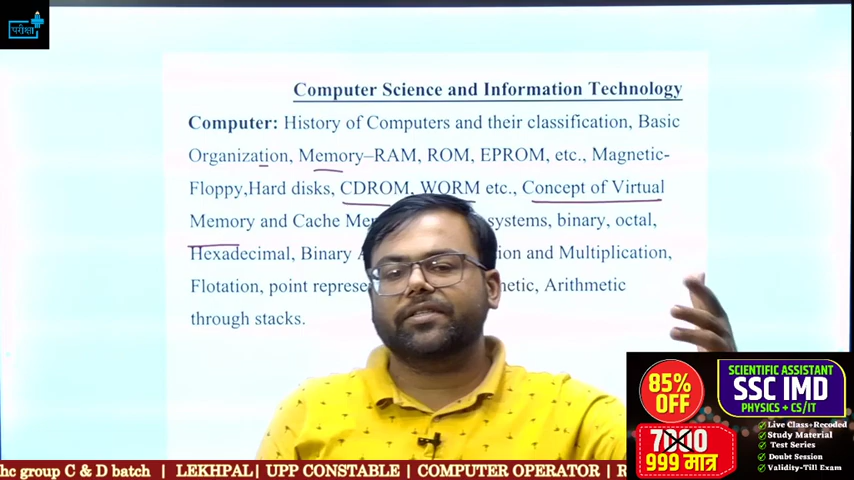 परीक्षा
Computer Science and Information Technology
Computer: History of Computers and their classification, Basic
Organization, Memory–RAM, ROM, EPROM, etc., Magnetic-
Floppy,Hard disks, CDROM, WORM etc., Concept of Virtual
Memory and Cache systems, binary, octal,
Hexadecimal, Binary and Multiplication,
Flotation, point Arithmetic
through stacks.
85%
OFF
SCIENTIFIC ASSISTANT
SSC IMD
PHYSICS + CS/IT
7000
999 मात्र
Live Class+Recoded
Study Material
Test Series
Doubt Session
Validity-Till Exam
hc group C & D batch | LEKHPAL| UPP CONSTABLE | COMPUTER OPERATOR |